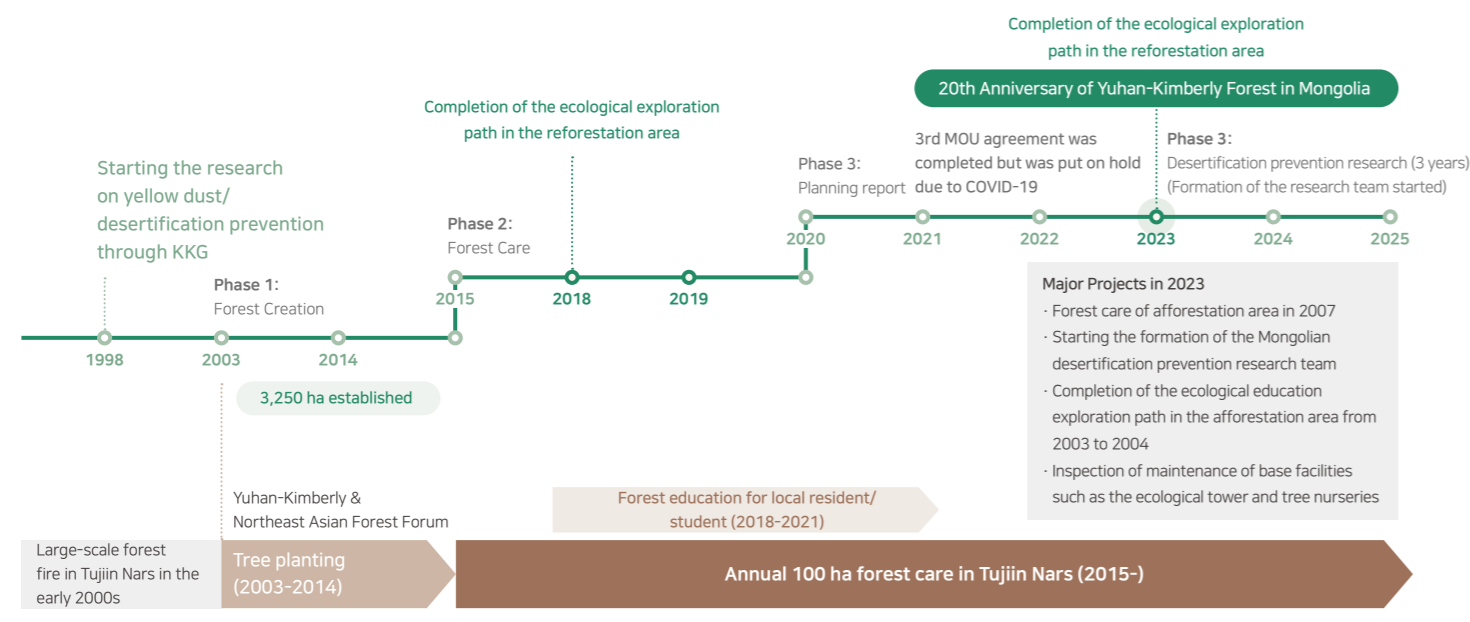 Completion of the ecological exploration
path in the reforestation area
20th Anniversary of Yuhan-Kimberly Forest in Mongolia
Completion of the ecological exploration
path in the reforestation area
3rd MOU agreement was
completed but was put on hold
due to COVID-19
Phase 3:
Desertification prevention research (3 years)
(Formation of the research team started)
Phase 3:
Planning report
Starting the research
on yellow dust/
desertification prevention
through KKG
Phase 2:
Forest Care
2020
2021
2022
2023
2024
2025
Phase 1:
Forest Creation
2015
2018
2019
1998
2003
2014
3,250 ha established
Major Projects in 2023
· Forest care of afforestation area in 2007
· Starting the formation of the Mongolian
desertification prevention research team
· Completion of the ecological education
exploration path in the afforestation area from
2003 to 2004
· Inspection of maintenance of base facilities
such as the ecological tower and tree nurseries
Yuhan-Kimberly &
Northeast Asian Forest Forum
Forest education for local resident/
student (2018-2021)
Large-scale forest
fire in Tujiin Nars in the
early 2000s
Tree planting
(2003-2014)
Annual 100 ha forest care in Tujiin Nars (2015-)